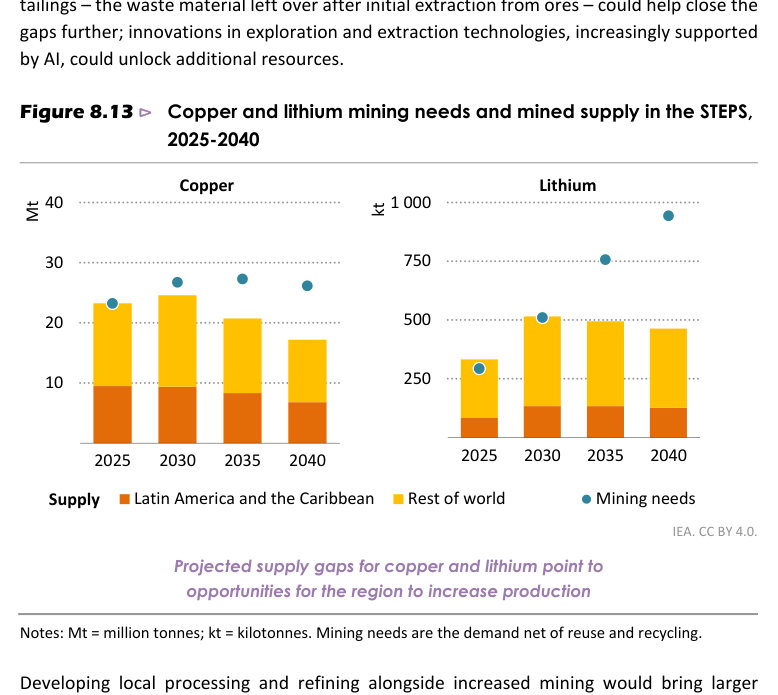 tailings – the waste material left over after initial extraction from ores – could help close the
gaps further; innovations in exploration and extraction technologies, increasingly supported
by AI, could unlock additional resources.
Figure 8.13 ⊳ Copper and lithium mining needs and mined supply in the STEPS,
2025-2040
Copper
Mt
40
30
20
10
2025 2030 2035 2040
Lithium
kt
1 000
750
500
250
2025 2030 2035 2040
Supply Latin America and the Caribbean Rest of world Mining needs
IEA. CC BY 4.0.
Projected supply gaps for copper and lithium point to
opportunities for the region to increase production
Notes: Mt = million tonnes; kt = kilotonnes. Mining needs are the demand net of reuse and recycling.
Developing local processing and refining alongside increased mining would bring larger